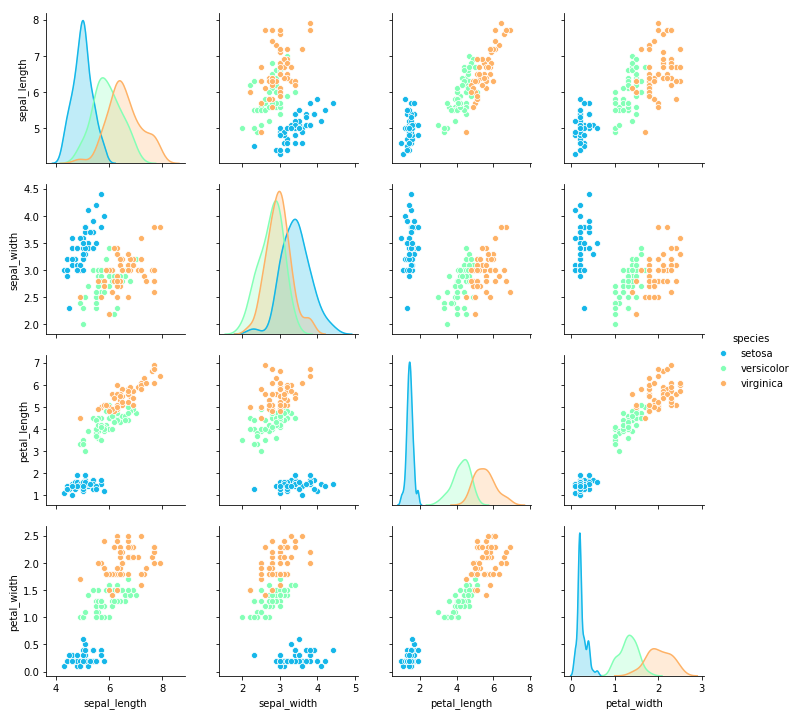 8
7
6
5
sepal_length
4.5
4.0
3.5
3.0
2.5
2.0
sepal_width
species
setosa
versicolor
virginica
7
6
5
4
3
2
1
petal_length
2.5
2.0
1.5
1.0
0.5
0.0
petal_width
4 6 8
sepal_length
2 3 4 5
sepal_width
2 4 6 8
petal_length
0 1 2 3
petal_width